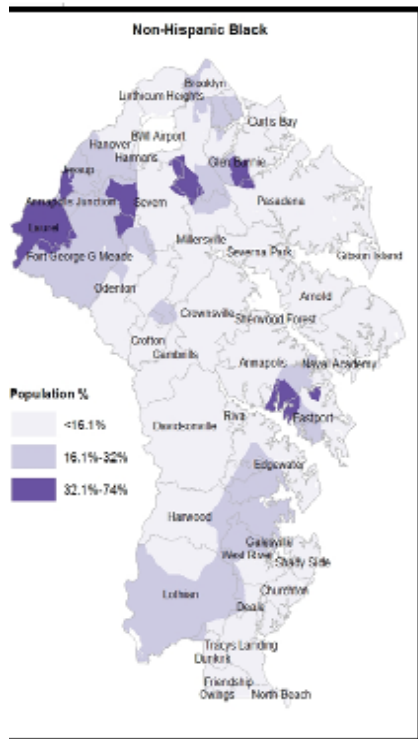 Non-Hispanic Black
Brooklyn
Linthicum Heights
Curtis Bay
BWI Airport
Hanover
Harmans
Glen Burnie
Jessup
Annapolis Junction
Severn
Pasadena
Laurel
Millersville
Severna Park
Gibson Island
Fort George G Meade
Odenton
Arnold
Crownsville
Sherwood Forest
Crofton
Gambrills
Annapolis
Naval Academy
Population %
<16.1%
16.1%-32%
32.1%-74%
Riva
Eastport
Davidsonville
Edgewater
Harwood
Galesville
West River
Shady Side
Lothian
Churchton
Deale
Tracys Landing
Dunkirk
Friendship
Owings
North Beach